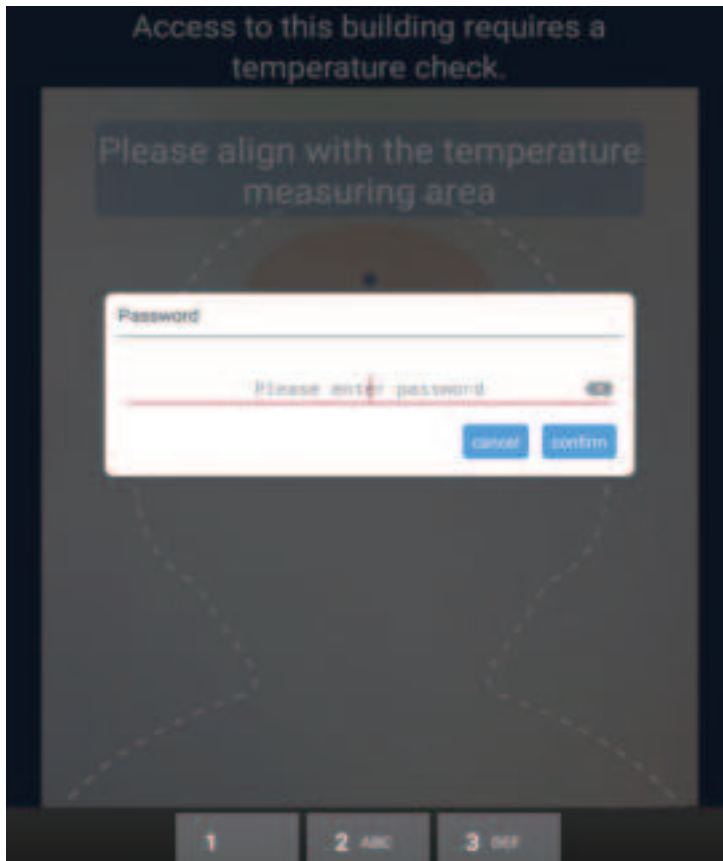 Access to this building requires a
temperature check.
Please align with the temperature
measuring area
Password
Please enter password
cancel confirm
1 2 ABC 3 DEF